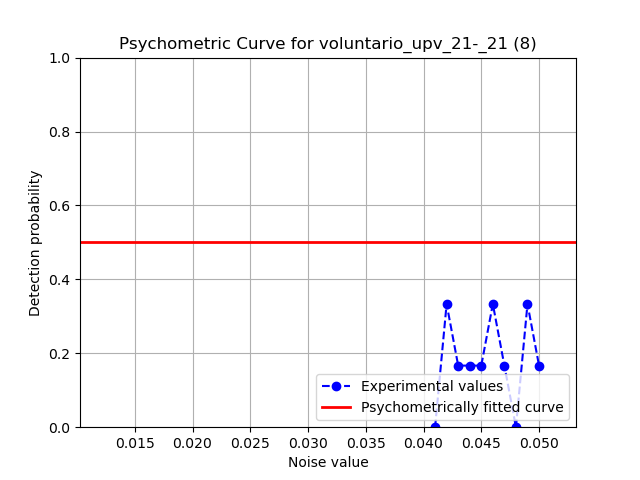 Psychometric Curve for voluntario_upv_21-_21 (8)
1.0
0.8
0.6
0.4
0.2
0.0
Detection probability
Experimental values
Psychometrically fitted curve
0.015 0.020 0.025 0.030 0.035 0.040 0.045 0.050
Noise value